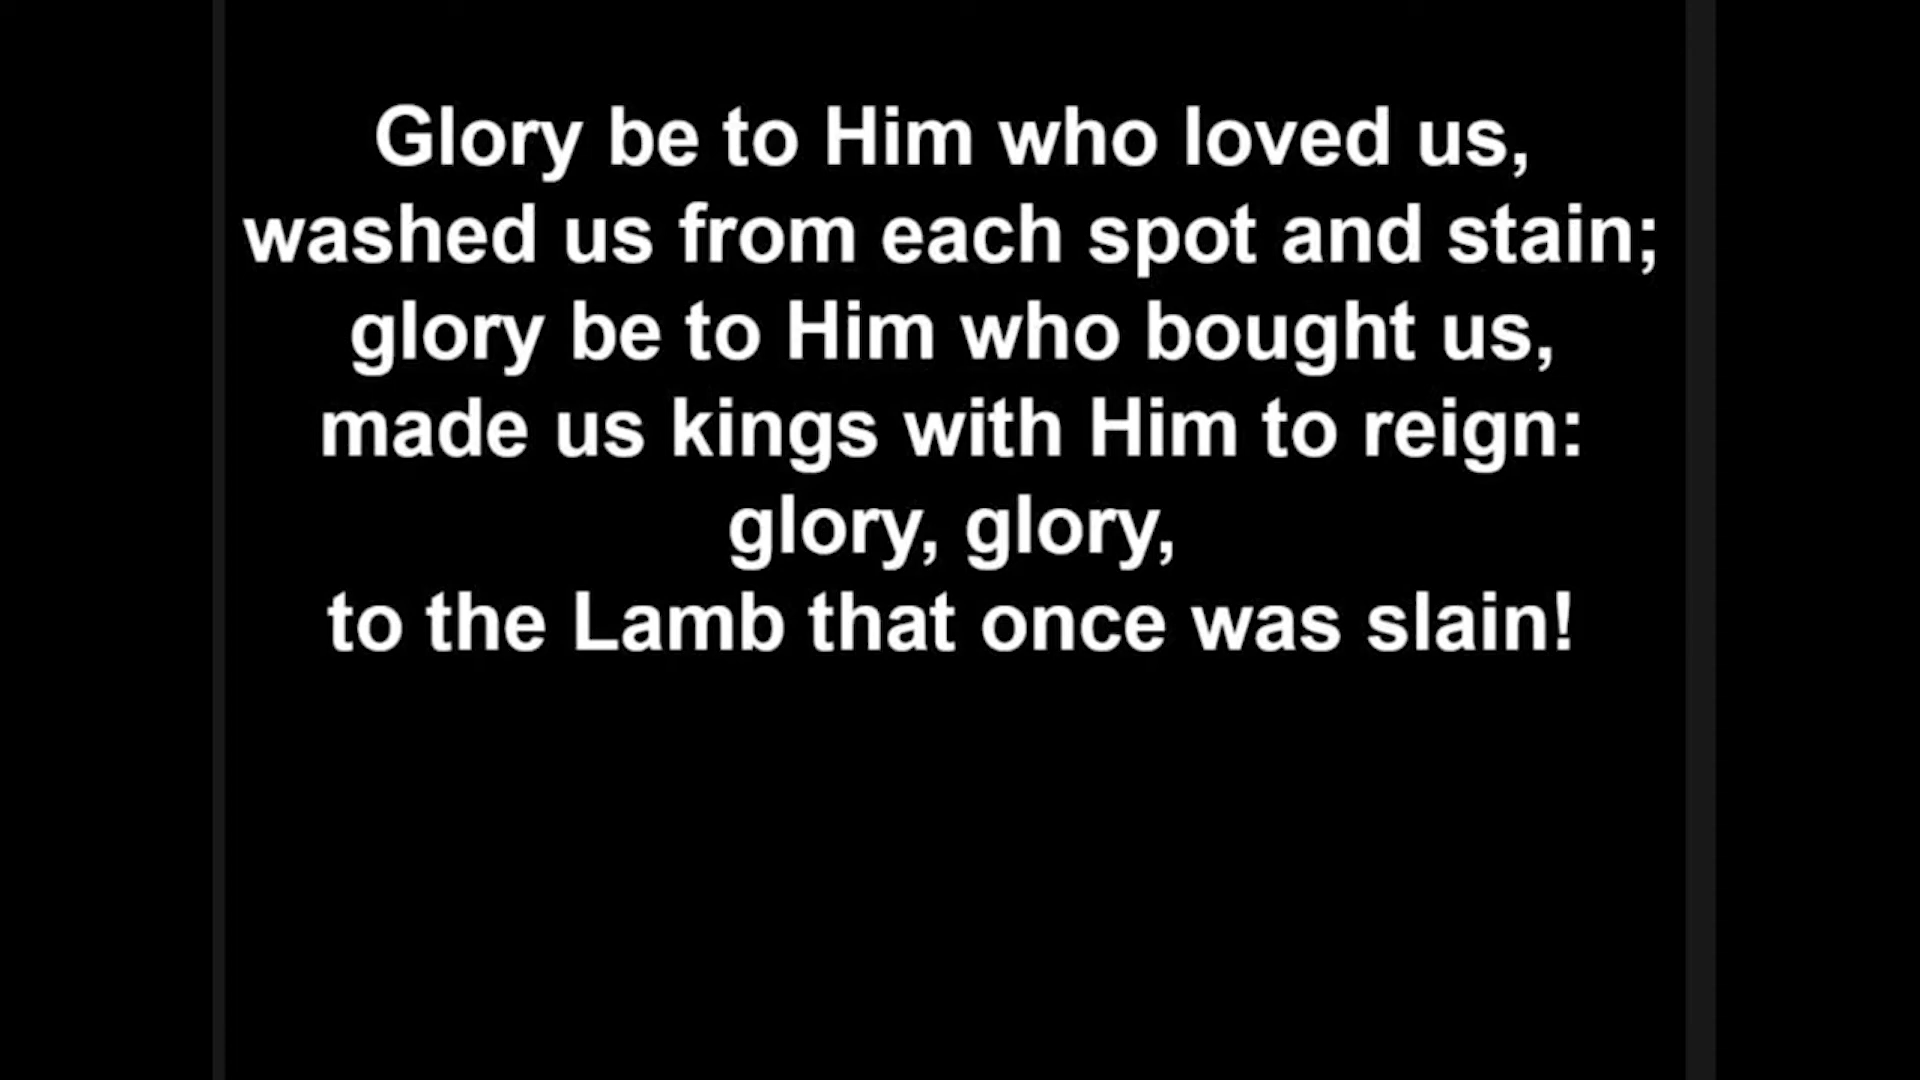 Glory be to Him who loved us,
washed us from each spot and stain;
glory be to Him who bought us,
made us kings with Him to reign:
glory, glory,
to the Lamb that once was slain!